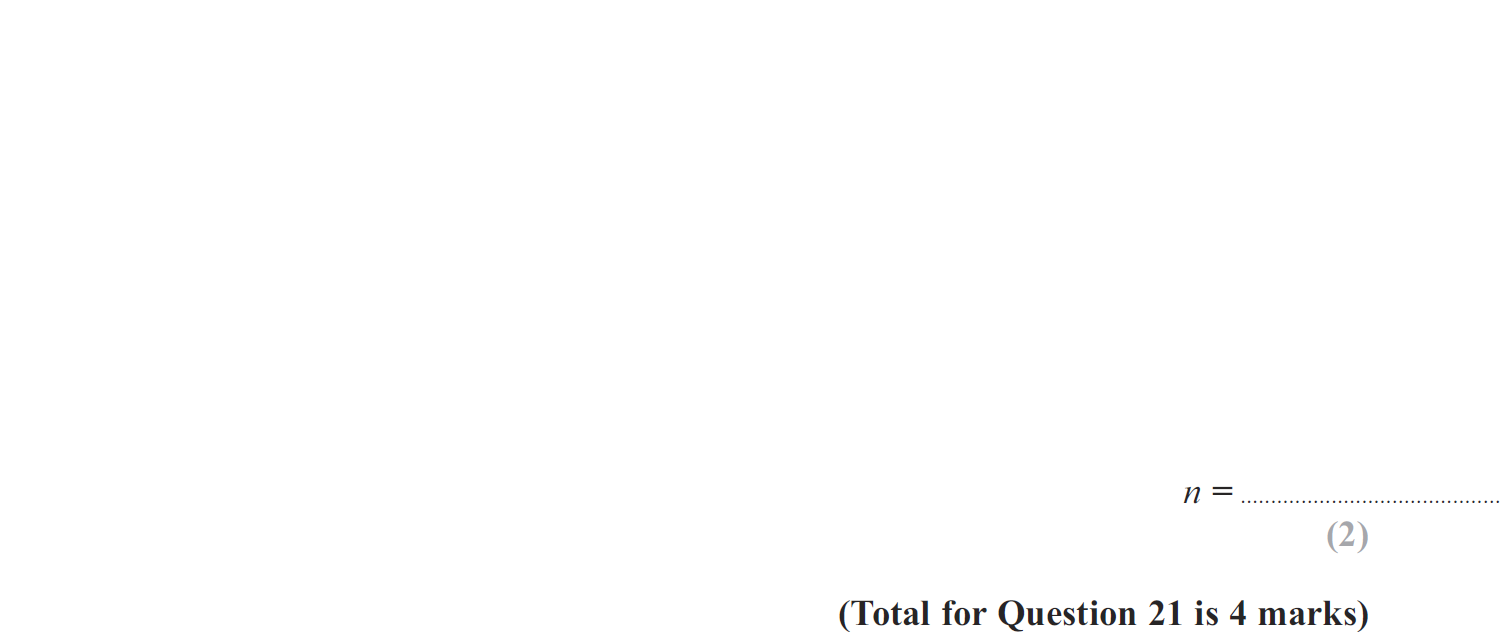 n = ...........................................
(2)
(Total for Question 21 is 4 marks)